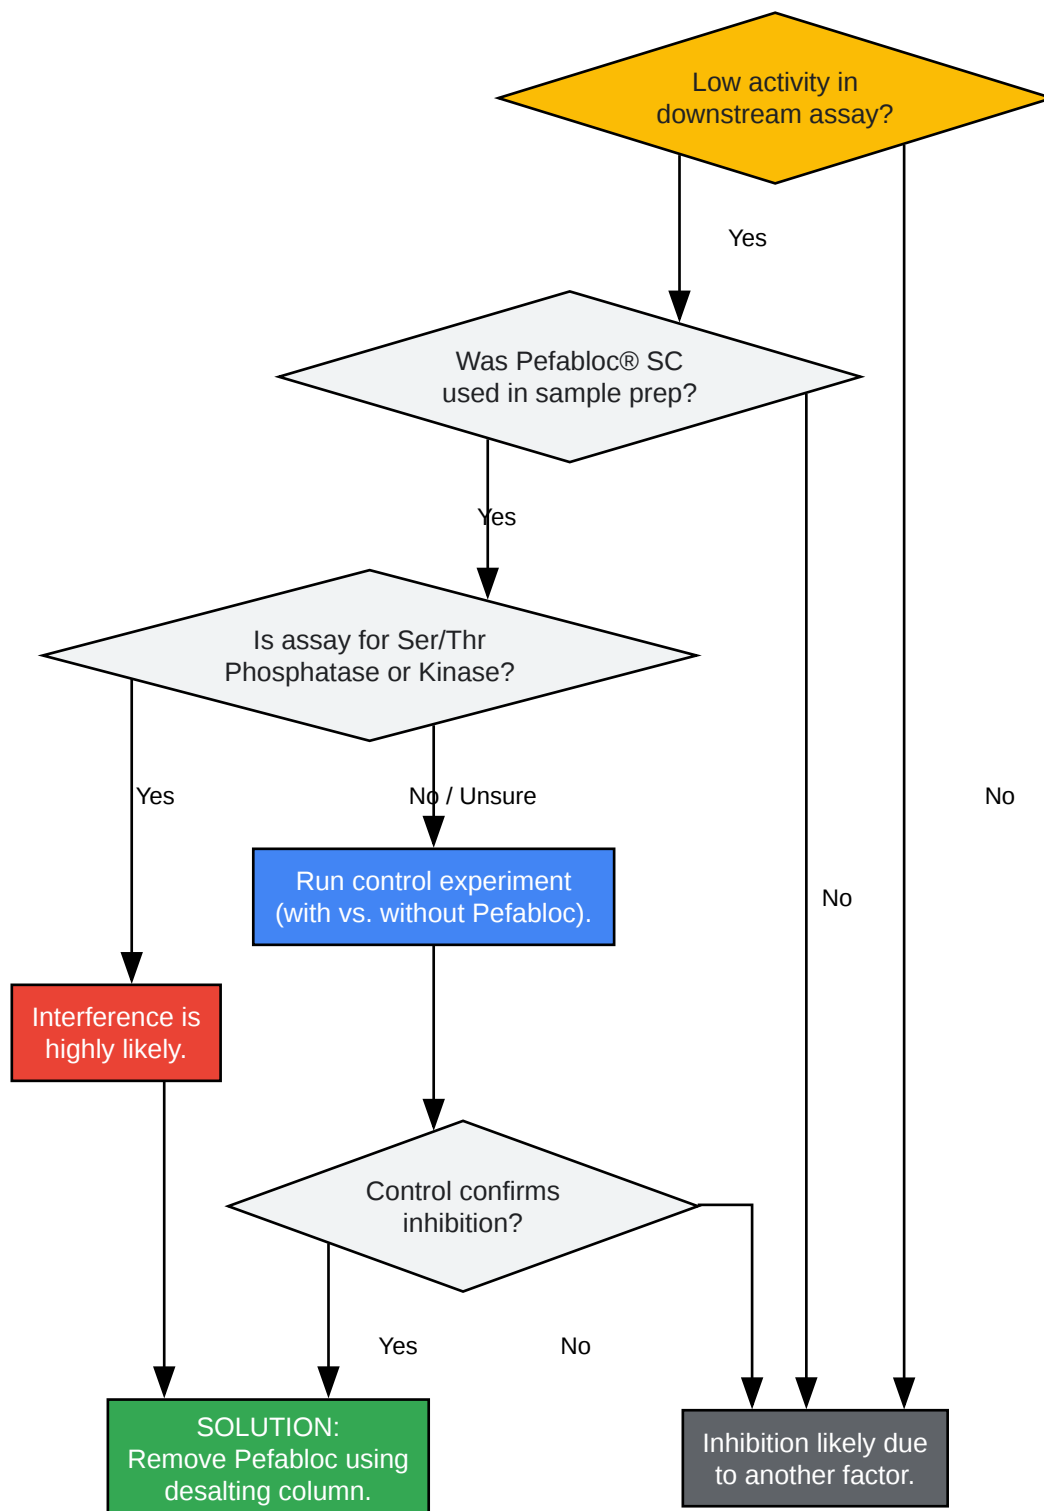 Low activity in
downstream assay?
Yes
Was Pefabloc® SC
used in sample prep?
Yes
Is assay for Ser/Thr
Phosphatase or Kinase?
Yes
No / Unsure
No
Run control experiment
(with vs. without Pefabloc).
No
Interference is
highly likely.
Control confirms
inhibition?
Yes
No
SOLUTION:
Remove Pefabloc using
desalting column.
Inhibition likely due
to another factor.